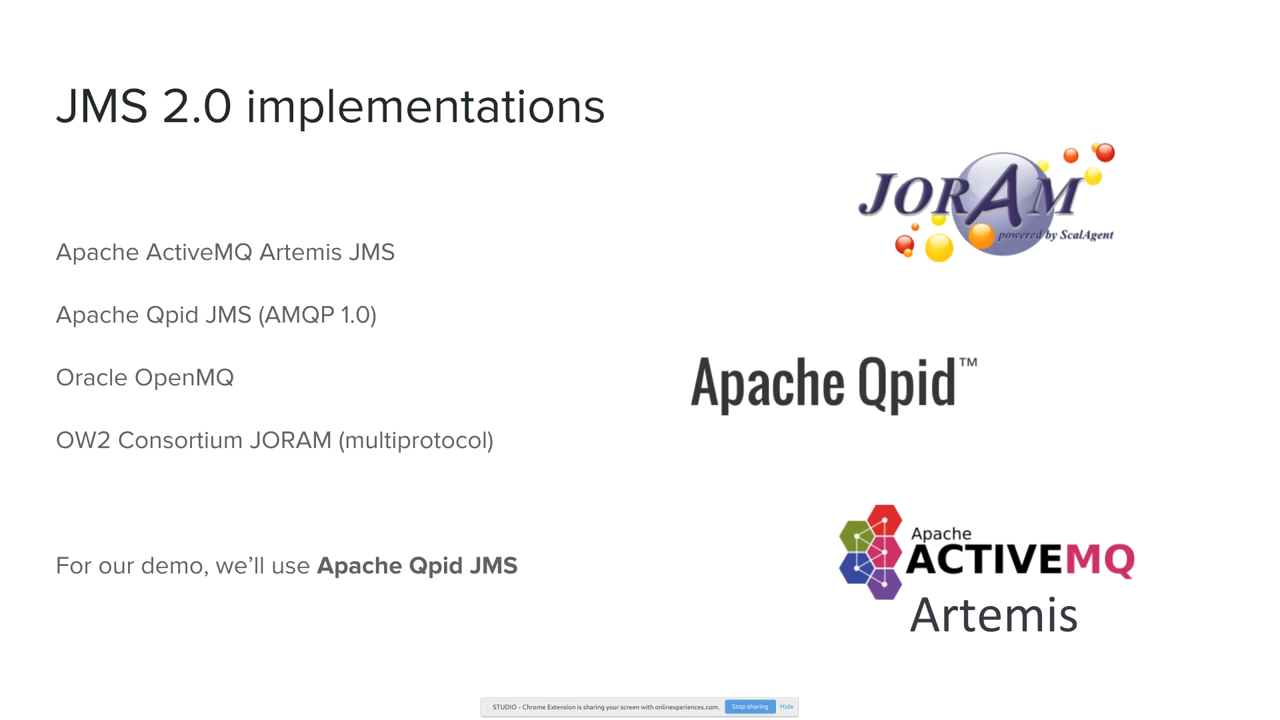 JMS 2.0 implementations
JORAM
powered by ScalAgent
Apache ActiveMQ Artemis JMS
Apache Qpid JMS (AMQP 1.0)
Oracle OpenMQ
Apache Qpid™
OW2 Consortium JORAM (multiprotocol)
For our demo, we’ll use Apache Qpid JMS
Apache
ACTIVEMQ
Artemis
STUDIO - Chrome Extension is sharing your screen with onlinexperiences.com. Stop sharing Hide